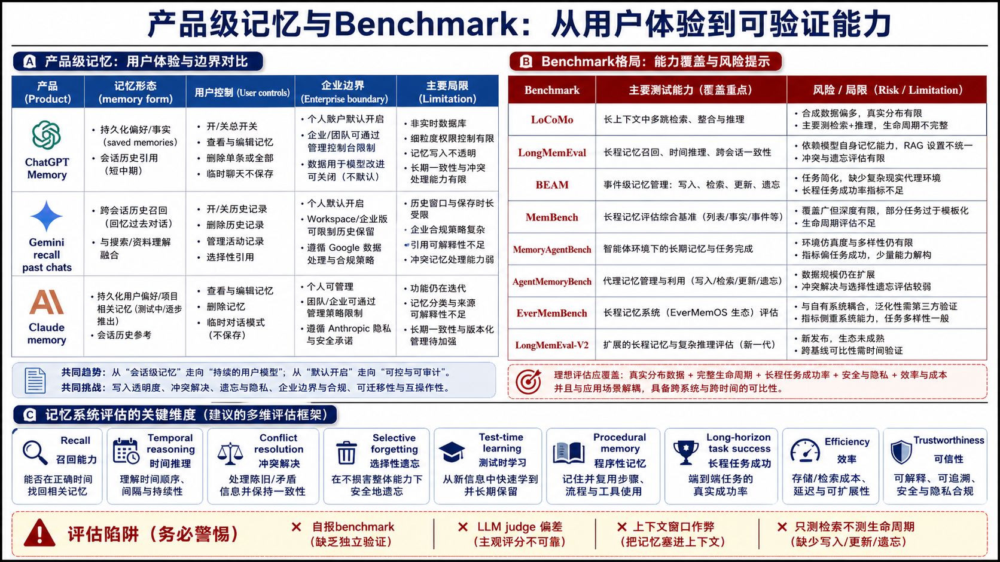 产品级记忆与Benchmark：从用户体验到可验证能力
A 产品级记忆：用户体验与边界对比
产品
(Product)
记忆形态
(memory form)
用户控制 (User controls)
企业边界
(Enterprise boundary)
主要局限
(Limitation)
ChatGPT
Memory
• 持久化偏好/事实
(saved memories)
• 会话历史引用
（短中期）
• 开/关总开关
• 查看与编辑记忆
• 删除单条或全部
• 临时聊天不保存
• 个人账户默认开启
• 企业/团队可通过
管理控制台限制
• 数据用于模型改进
可关闭（不默认）
• 非实时数据库
• 细粒度权限控制有限
• 记忆写入不透明
• 长期一致性与冲突
处理能力有限
Gemini
recall
past chats
• 跨会话历史召回
（回忆过去对话）
• 与搜索/资料理解
融合
• 开/关历史记录
• 删除历史记录
• 管理活动记录
• 选择性引用
• 个人默认开启
• Workspace/企业版
可限制历史保留
• 遵循 Google 数据
处理与合规策略
• 历史窗口与保存时长
受限
• 企业合规策略复杂
• 引用可解释性不足
• 冲突记忆处理能力弱
Claude
memory
• 持久化用户偏好/项目
相关记忆 (测试中/逐步
推出）
• 会话历史参考
• 查看与编辑记忆
• 删除记忆
• 临时对话模式
（不保存）
• 个人可管理
• 团队/企业可通过
管理策略限制
• 遵循 Anthropic 隐私
与安全承诺
• 功能仍在迭代
• 记忆分类与来源
可解释性不足
• 长期一致性与版本化
管理待加强
共同趋势：从“会话级记忆”走向“持续的用户模型”；从“默认开启”走向“可控与可审计”。
共同挑战：写入透明度、冲突解决、遗忘与隐私、企业边界与合规、可迁移性与互操作性。
B Benchmark格局：能力覆盖与风险提示
Benchmark
主要测试能力（覆盖重点）
风险 / 局限（Risk / Limitation）
LoCoMo
长上下文中多跳检索、整合与推理
• 合成数据偏多，真实分布有限
• 主要测检索+推理，生命周期不完整
LongMemEval
长程记忆召回、时间推理、跨会话一致性
• 依赖模型自身记忆能力，RAG 设置不统一
• 冲突与遗忘评估有限
BEAM
事件级记忆管理：写入、检索、更新、遗忘
• 任务简化，缺少复杂现实代理环境
• 长程任务成功率指标不足
MemBench
长程记忆评估综合基准（列表/事实/事件等）
• 覆盖广但深度有限，部分任务过于模板化
• 生命周期评估不足
MemoryAgentBench
智能体环境下的长期记忆与任务完成
• 环境仿真度与多样性仍有限
• 指标偏任务成功，少量能力解构
AgentMemoryBench
代理记忆管理与利用（写入/检索/更新/遗忘）
• 数据规模仍在扩展
• 冲突解决与选择性遗忘评估较弱
EverMemBench
长程记忆系统（EverMemOS 生态）评估
• 与自有系统耦合，泛化性需第三方验证
• 指标侧重系统能力，任务多样性一般
LongMemEval-V2
扩展的长程记忆与复杂推理评估（新一代）
• 新发布，生态未成熟
• 跨基线可比性需时间验证
理想评估应覆盖：真实分布数据 + 完整生命周期 + 长程任务成功率 + 安全与隐私 + 效率与成本
并且与应用场景解耦，具备跨系统与跨时间的可比性。
C 记忆系统评估的关键维度（建议的多维评估框架）
Recall
召回能力
能否在正确时间
找回相关记忆
Temporal
reasoning
时间推理
理解时间顺序、
间隔与持续性
Conflict
resolution
冲突解决
处理陈旧/矛盾
信息并保持一致性
Selective
forgetting
选择性遗忘
在不损害整体能力下
安全地遗忘
Test-time
learning
测试时学习
从新信息中快速学到
并长期保留
Procedural
memory
程序性记忆
记住并复用步骤、
流程与工具使用
Long-horizon
task success
长程任务成功
端到端任务的
真实成功率
Efficiency
效率
存储/检索成本、
延迟与可扩展性
Trustworthiness
可信性
可解释、可追溯、
安全与隐私合规
评估陷阱（务必警惕）
× 自报benchmark
（缺乏独立验证）
× LLM judge 偏差
（主观评分不可靠）
× 上下文窗口作弊
（把记忆塞进上下文）
× 只测检索不测生命周期
（缺少写入/更新/遗忘）